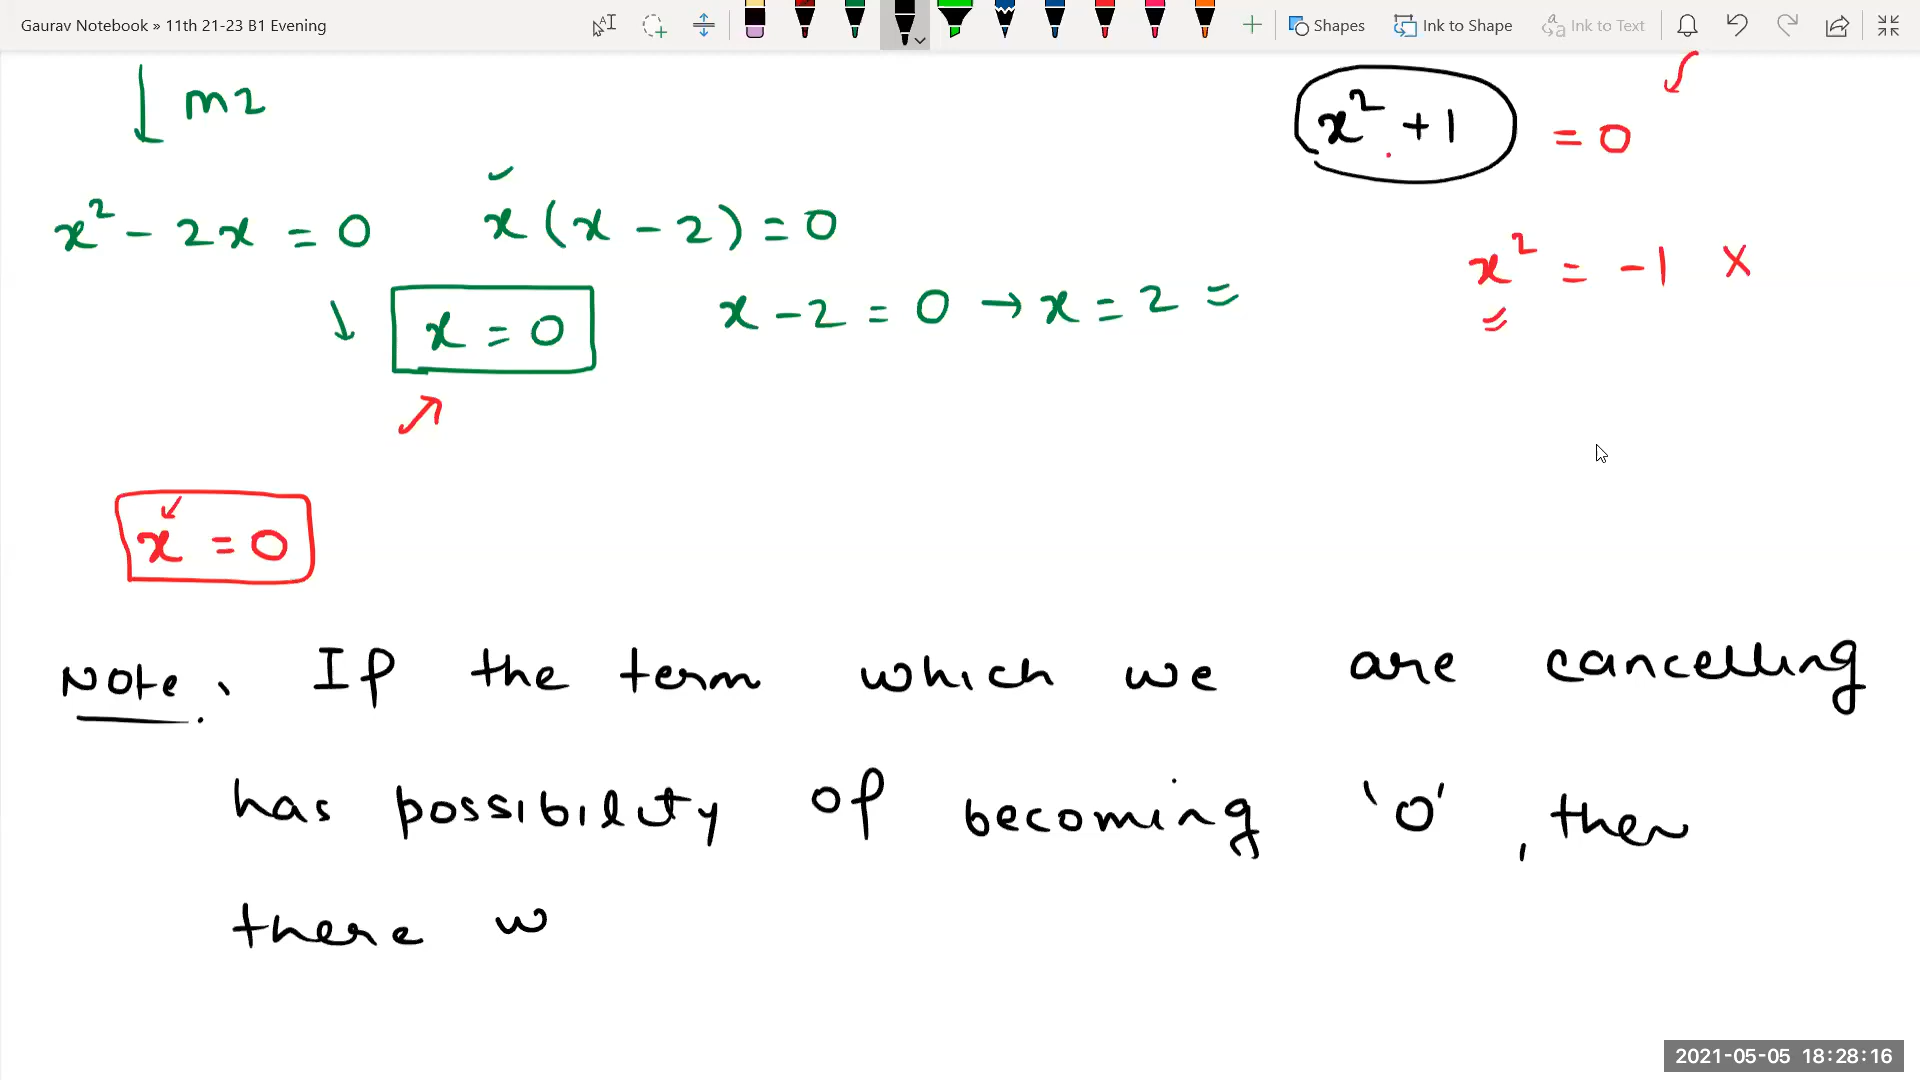 Gaurav Notebook » 11th 21-23 B1 Evening
Shapes
Ink to Shape
Ink to Text
m2
x² + 1 = 0
x² - 2x = 0
x (x - 2) = 0
x² = -1 ×
x = 0
x - 2 = 0 → x = 2
x = 0
Note. If the term which we are cancelling
has possibility of becoming '0', then
there w
2021-05-05 18:28:16